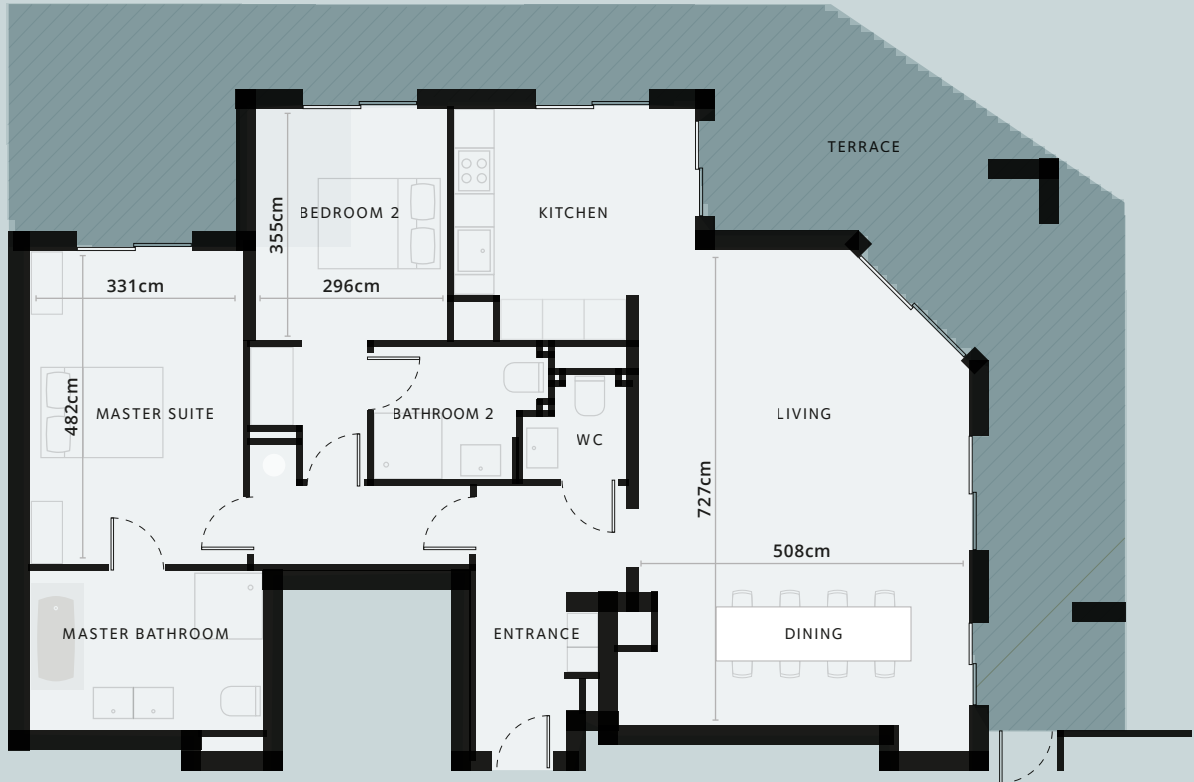 TERRACE
BEDROOM 2
KITCHEN
355cm
331cm
296cm
482cm
MASTER SUITE
BATHROOM 2
WC
LIVING
727cm
508cm
MASTER BATHROOM
ENTRANCE
DINING